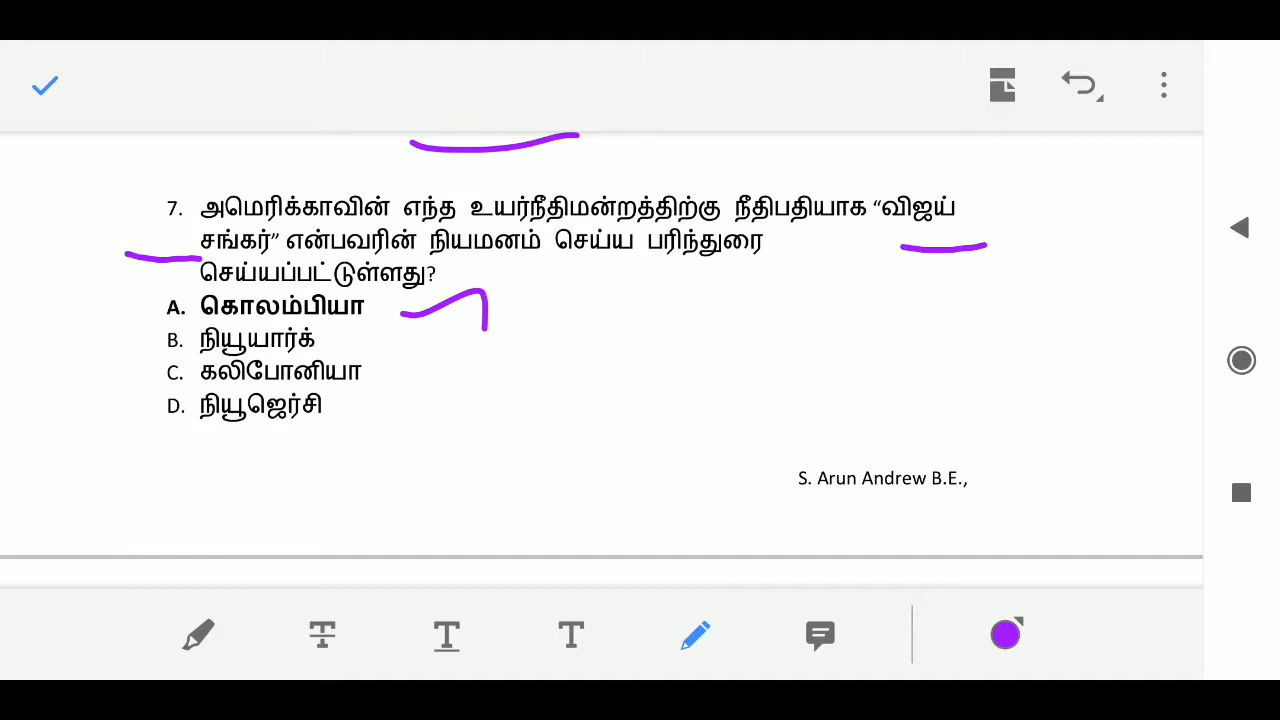 7. அமெரிக்காவின் எந்த உயர்நீதிமன்றத்திற்கு நீதிபதியாக “விஜய்
சங்கர்” என்பவரின் நியமனம் செய்ய பரிந்துரை
செய்யப்பட்டுள்ளது?
A. கொலம்பியா
B. நியூயார்க்
C. கலிபோனியா
D. நியூஜெர்சி
S. Arun Andrew B.E.,